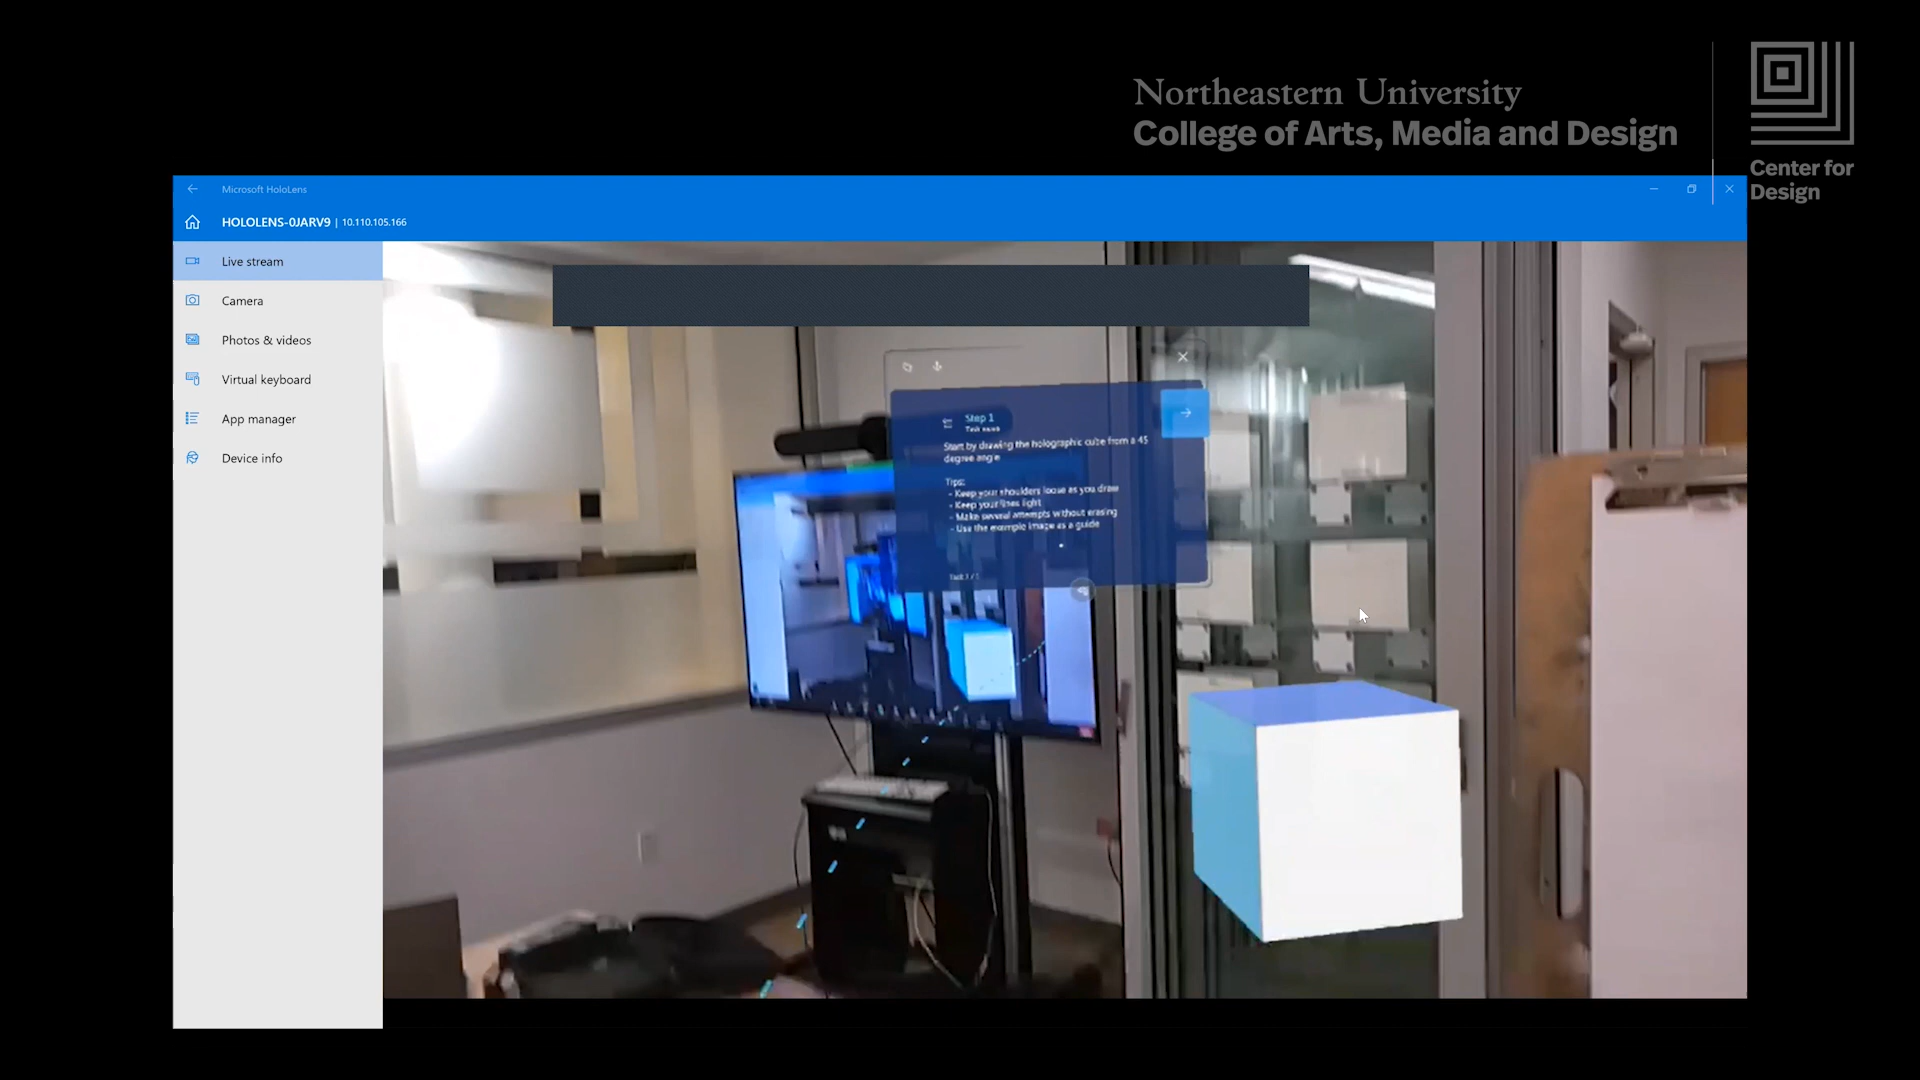 Northeastern University
College of Arts, Media and Design
Center for
Design
Microsoft HoloLens
HOLOLENS-0JARV9 | 10.110.105.166
Live stream
Camera
Photos & videos
Virtual keyboard
App manager
Device info
Step 1
Start by drawing the holographic cube from a 45
degree angle
Tips:
- Keep your shoulders loose as you draw
- Keep your lines light
- Make several attempts without erasing
- Use the example image as a guide